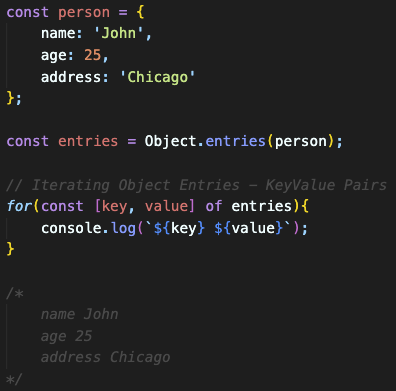 const person = {
    name: 'John',
    age: 25,
    address: 'Chicago'
};

const entries = Object.entries(person);

// Iterating Object Entries - KeyValue Pairs
for(const [key, value] of entries){
    console.log(`${key} ${value}`);
}

/*
    name John
    age 25
    address Chicago
*/